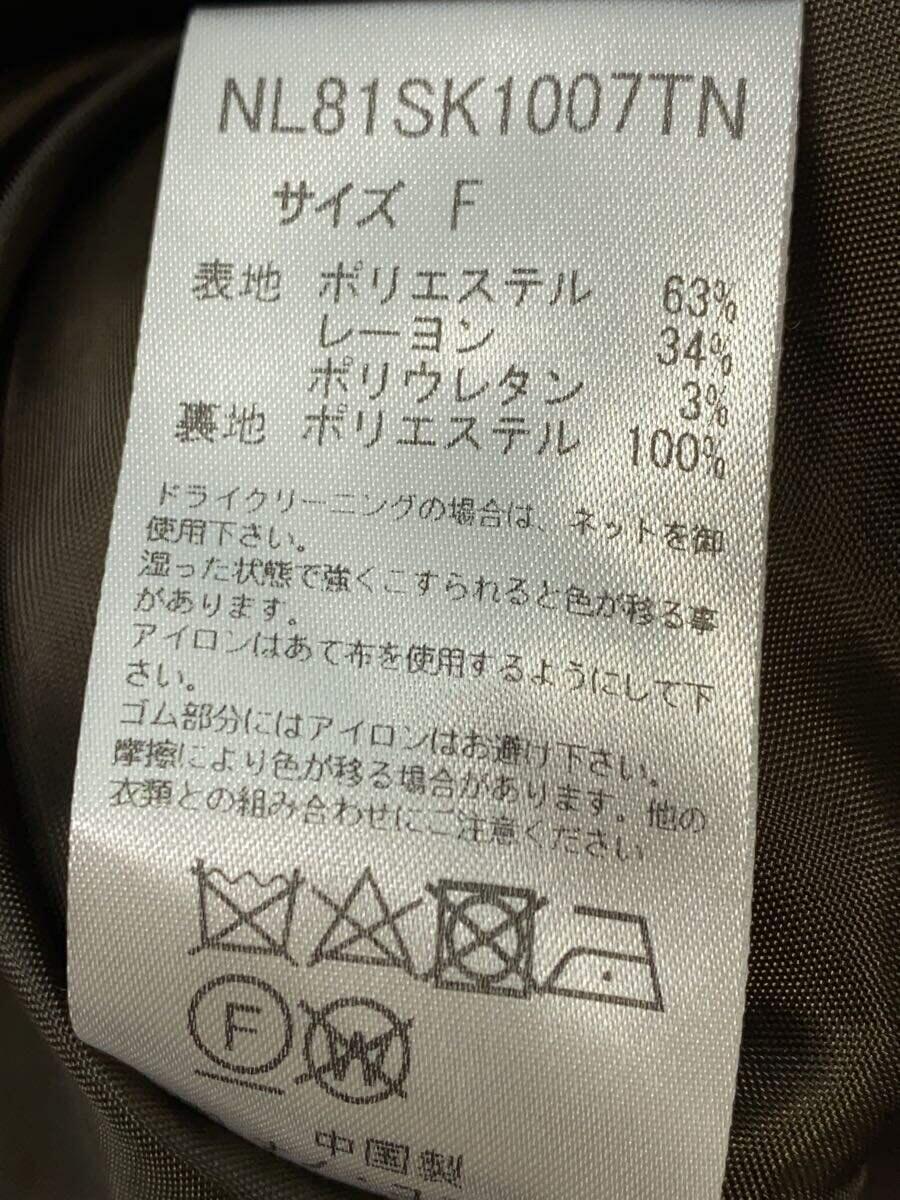 NL81SK1007TN
サイズ F
表地 ポリエステル 63%
レーヨン 34%
ポリウレタン 3%
裏地 ポリエステル 100%
ドライクリーニングの場合は、ネットを御
使用下さい。
湿った状態で強くこすられると色が移る事
があります。
アイロンはあて布を使用するようにして下
さい。
ゴム部分にはアイロンはお避け下さい。
摩擦により色が移る場合があります。他の
衣類との組み合わせにご注意ください
F W
中国製